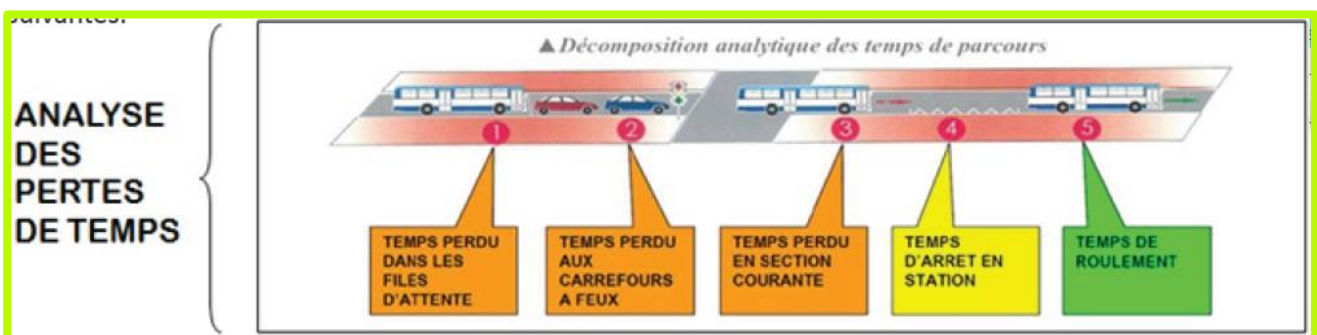 suivantes:
▲ Décomposition analytique des temps de parcours
ANALYSE
DES
PERTES
DE TEMPS
1
2
3
4
5
TEMPS PERDU
DANS LES
FILES
D'ATTENTE
TEMPS PERDU
AUX
CARREFOURS
A FEUX
TEMPS PERDU
EN SECTION
COURANTE
TEMPS
D'ARRET EN
STATION
TEMPS DE
ROULEMENT